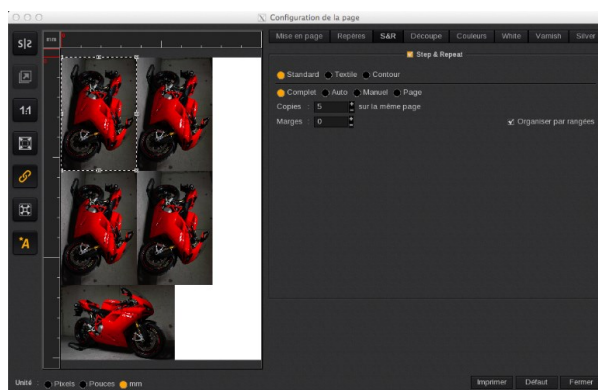 Configuration de la page
Mise en page Repères S&R Découpe Couleurs White Varnish Silver
mm
Step & Repeat
Standard Textile Contour
Complet Auto Manuel Page
Copies : 5 sur la même page
Marges : 0 Organiser par rangées
1:1
A
Unité : Pixels Pouces mm
Imprimer Défaut Fermer